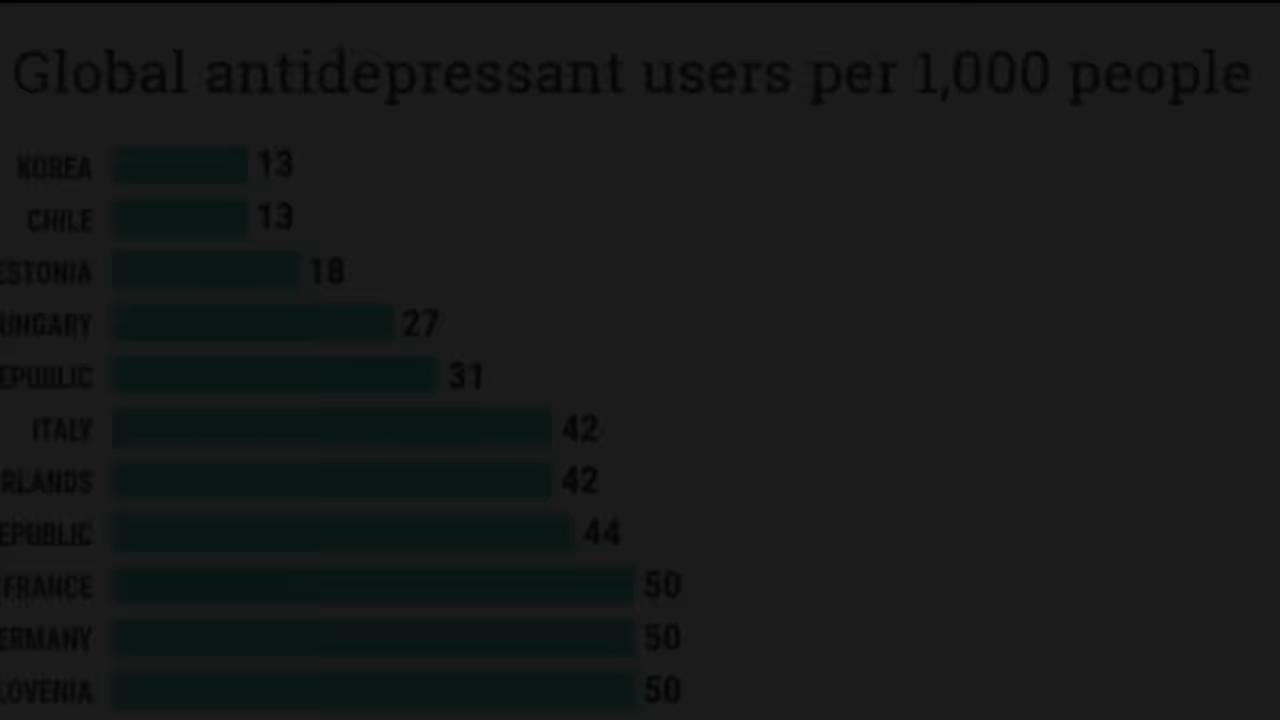 Global antidepressant users per 1,000 people
KOREA 13
CHILE 13
ESTONIA 18
UNGARY 27
EPUBLIC 31
ITALY 42
RLANDS 42
EPUBLIC 44
FRANCE 50
ERMANY 50
LOVENIA 50